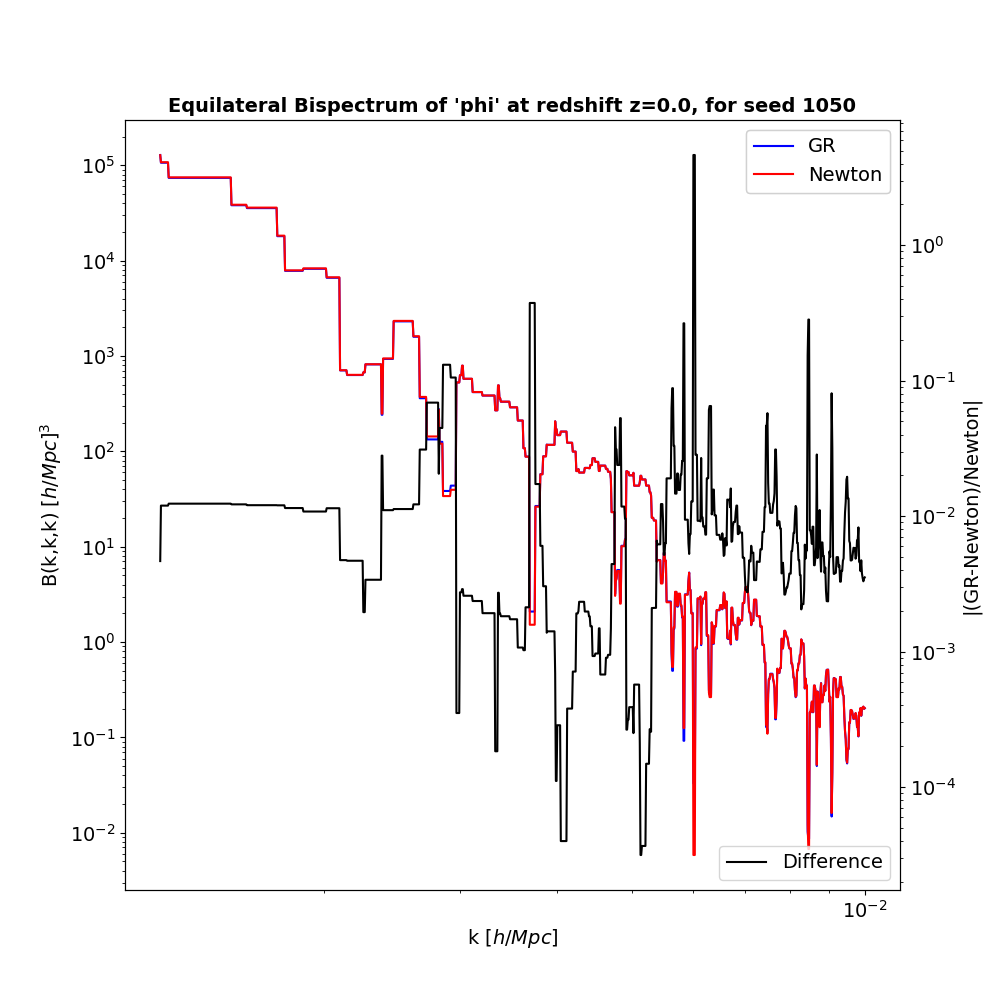 Equilateral Bispectrum of 'phi' at redshift z=0.0, for seed 1050
GR
Newton
10^5
10^4
10^3
10^2
10^1
10^0
10^-1
10^-2
B(k,k,k) [h/Mpc]^3
10^0
10^-1
10^-2
10^-3
10^-4
|(GR-Newton)/Newton|
Difference
10^-2
k [h/Mpc]